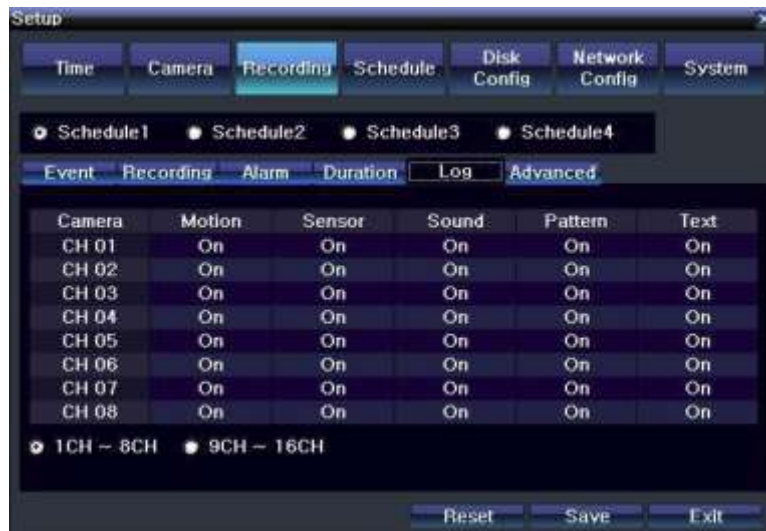 Setup
Time Camera Recording Schedule Disk Config Network Config System
Schedule1 Schedule2 Schedule3 Schedule4
Event Recording Alarm Duration Log Advanced
Camera Motion Sensor Sound Pattern Text
CH 01 On On On On On
CH 02 On On On On On
CH 03 On On On On On
CH 04 On On On On On
CH 05 On On On On On
CH 06 On On On On On
CH 07 On On On On On
CH 08 On On On On On
1CH ~ 8CH 9CH ~ 16CH
Reset Save Exit